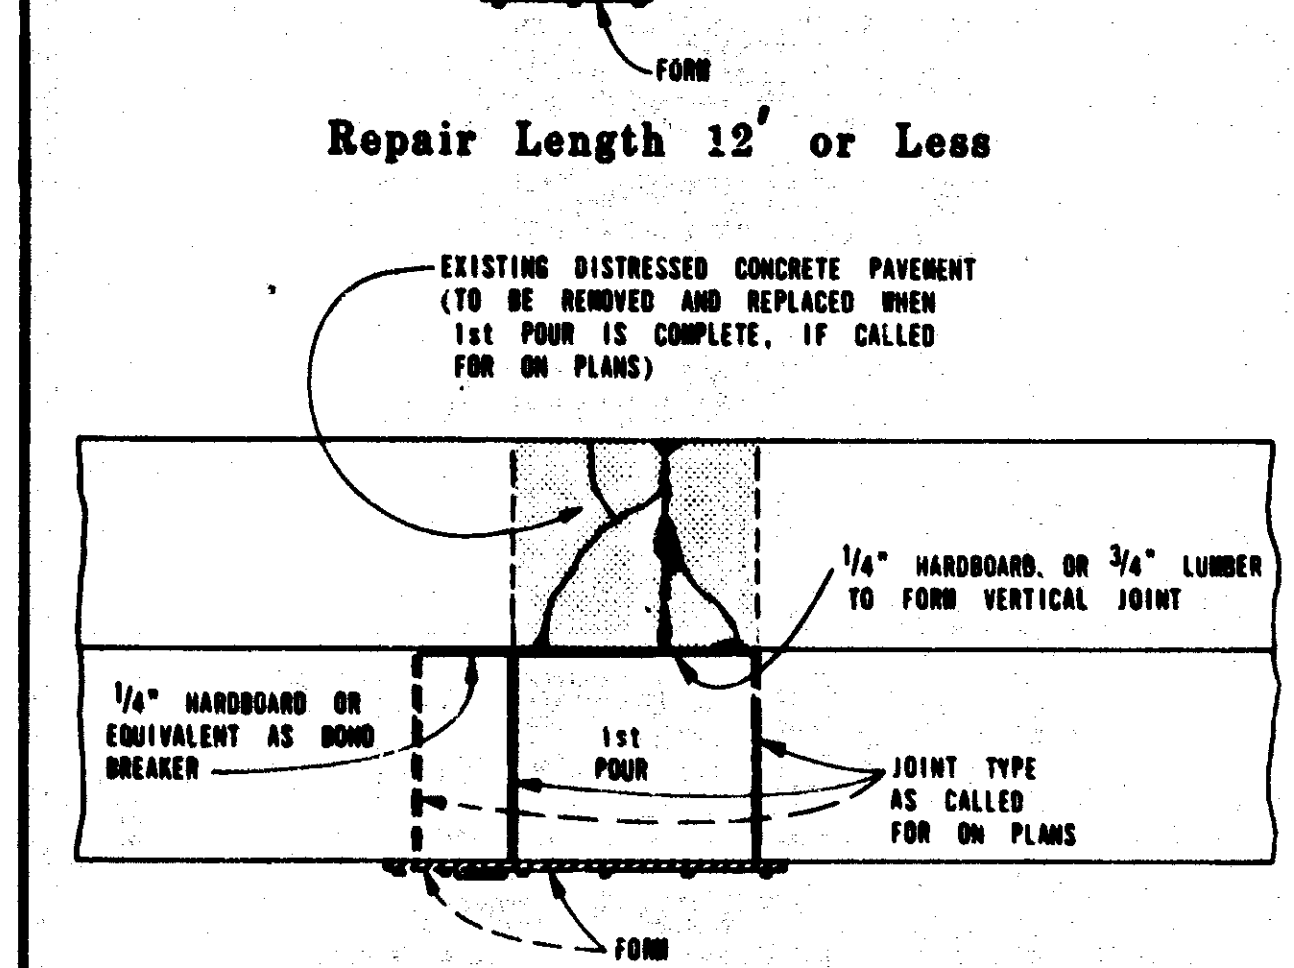 FORM
Repair Length 12' or Less
EXISTING DISTRESSED CONCRETE PAVEMENT
(TO BE REMOVED AND REPLACED WHEN
1st POUR IS COMPLETE, IF CALLED
FOR ON PLANS)
1/4" HARDBOARD, OR 3/4" LUMBER
TO FORM VERTICAL JOINT
1/4" HARDBOARD OR
EQUIVALENT AS BOND
BREAKER
1st
POUR
JOINT TYPE
AS CALLED
FOR ON PLANS
FORM